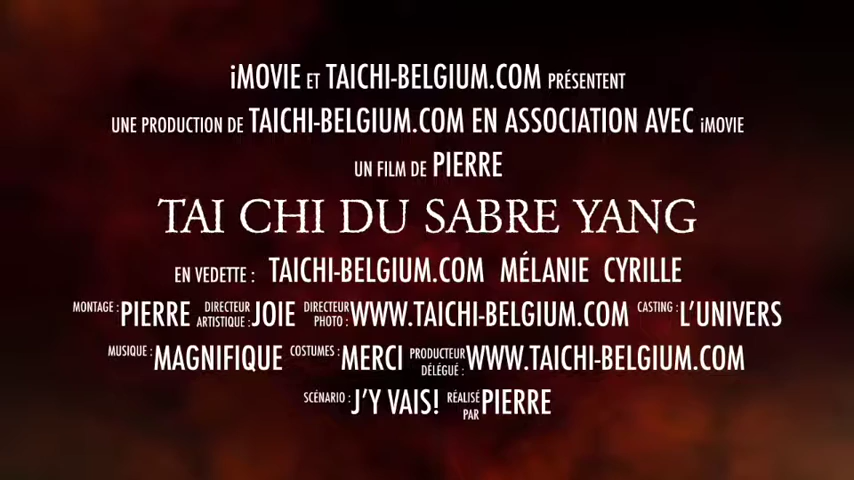 iMOVIE ET TAICHI-BELGIUM.COM PRÉSENTENT
UNE PRODUCTION DE TAICHI-BELGIUM.COM EN ASSOCIATION AVEC iMOVIE
UN FILM DE PIERRE
TAI CHI DU SABRE YANG
EN VEDETTE : TAICHI-BELGIUM.COM MÉLANIE CYRILLE
MONTAGE : PIERRE DIRECTEUR ARTISTIQUE : JOIE DIRECTEUR PHOTO : WWW.TAICHI-BELGIUM.COM CASTING : L'UNIVERS
MUSIQUE : MAGNIFIQUE COSTUMES : MERCI PRODUCTEUR DÉLÉGUÉ : WWW.TAICHI-BELGIUM.COM
SCÉNARIO : J'Y VAIS! RÉALISÉ PAR PIERRE